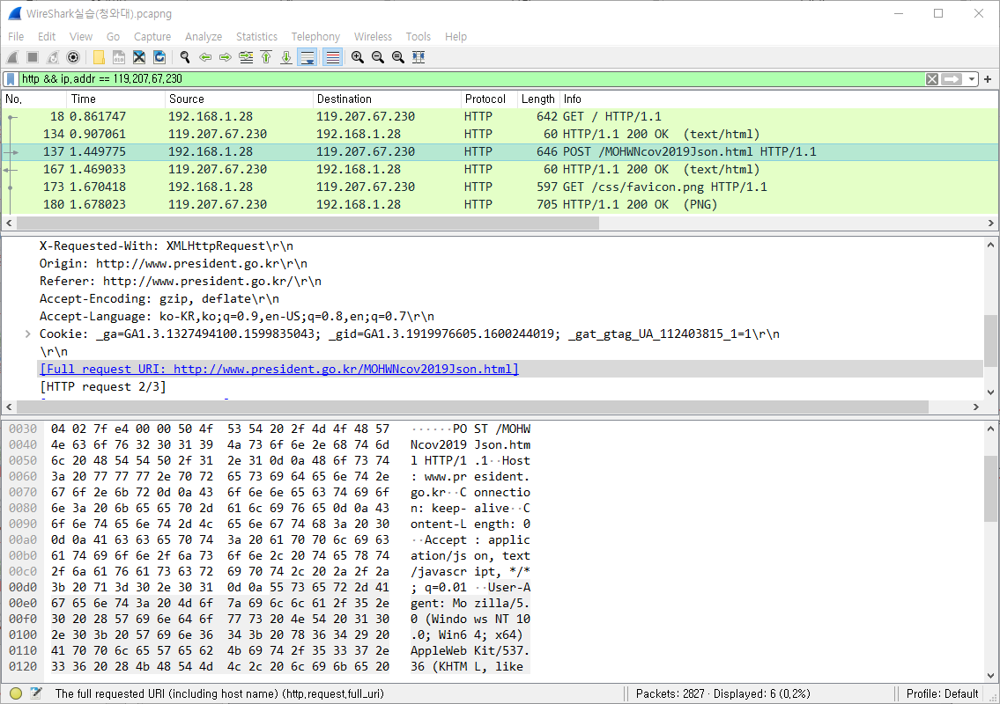 WireShark실습(청와대).pcapng
File Edit View Go Capture Analyze Statistics Telephony Wireless Tools Help
http && ip.addr == 119.207.67.230
No. Time Source Destination Protocol Length Info
18 0.861747 192.168.1.28 119.207.67.230 HTTP 642 GET / HTTP/1.1
134 0.907061 119.207.67.230 192.168.1.28 HTTP 60 HTTP/1.1 200 OK (text/html)
137 1.449775 192.168.1.28 119.207.67.230 HTTP 646 POST /MOHWNcov2019Json.html HTTP/1.1
167 1.469033 119.207.67.230 192.168.1.28 HTTP 60 HTTP/1.1 200 OK (text/html)
173 1.670418 192.168.1.28 119.207.67.230 HTTP 597 GET /css/favicon.png HTTP/1.1
180 1.678023 119.207.67.230 192.168.1.28 HTTP 705 HTTP/1.1 200 OK (PNG)
X-Requested-With: XMLHttpRequest\r\n
Origin: http://www.president.go.kr\r\n
Referer: http://www.president.go.kr/\r\n
Accept-Encoding: gzip, deflate\r\n
Accept-Language: ko-KR,ko;q=0.9,en-US;q=0.8,en;q=0.7\r\n
Cookie: _ga=GA1.3.1327494100.1599835043; _gid=GA1.3.1919976605.1600244019; _gat_gtag_UA_112403815_1=1\r\n
\r\n
[Full request URI: http://www.president.go.kr/MOHWNcov2019Json.html]
[HTTP request 2/3]
0030 04 02 7f e4 00 00 50 4f 53 54 20 2f 4d 4f 48 57 ······PO ST /MOHW
0040 4e 63 6f 76 32 30 31 39 4a 73 6f 6e 2e 68 74 6d Ncov2019 Json.htm
0050 6c 20 48 54 54 50 2f 31 2e 31 0d 0a 48 6f 73 74 l HTTP/1 .1··Host
0060 3a 20 77 77 77 2e 70 72 65 73 69 64 65 6e 74 2e : www.pr esident.
0070 67 6f 2e 6b 72 0d 0a 43 6f 6e 6e 65 63 74 69 6f go.kr··C onnectio
0080 6e 3a 20 6b 65 65 70 2d 61 6c 69 76 65 0d 0a 43 n: keep- alive··C
0090 6f 6e 74 65 6e 74 2d 4c 65 6e 67 74 68 3a 20 30 ontent-L ength: 0
00a0 0d 0a 41 63 63 65 70 74 3a 20 61 70 70 6c 69 63 ··Accept : applic
00b0 61 74 69 6f 6e 2f 6a 73 6f 6e 2c 20 74 65 78 74 ation/js on, text
00c0 2f 6a 61 76 61 73 63 72 69 70 74 2c 20 2a 2f 2a /javascr ipt, */*
00d0 3b 20 71 3d 30 2e 30 31 0d 0a 55 73 65 72 2d 41 ; q=0.01 ··User-A
00e0 67 65 6e 74 3a 20 4d 6f 7a 69 6c 6c 61 2f 35 2e gent: Mo zilla/5.
00f0 30 20 28 57 69 6e 64 6f 77 73 20 4e 54 20 31 30 0 (Windo ws NT 10
0100 2e 30 3b 20 57 69 6e 36 34 3b 20 78 36 34 29 20 .0; Win6 4; x64)
0110 41 70 70 6c 65 57 65 62 4b 69 74 2f 35 33 37 2e AppleWeb Kit/537.
0120 33 36 20 28 4b 48 54 4d 4c 2c 20 6c 69 6b 65 20 36 (KHTM L, like
The full requested URI (including host name) (http.request.full_uri) Packets: 2827 · Displayed: 6 (0.2%) Profile: Default